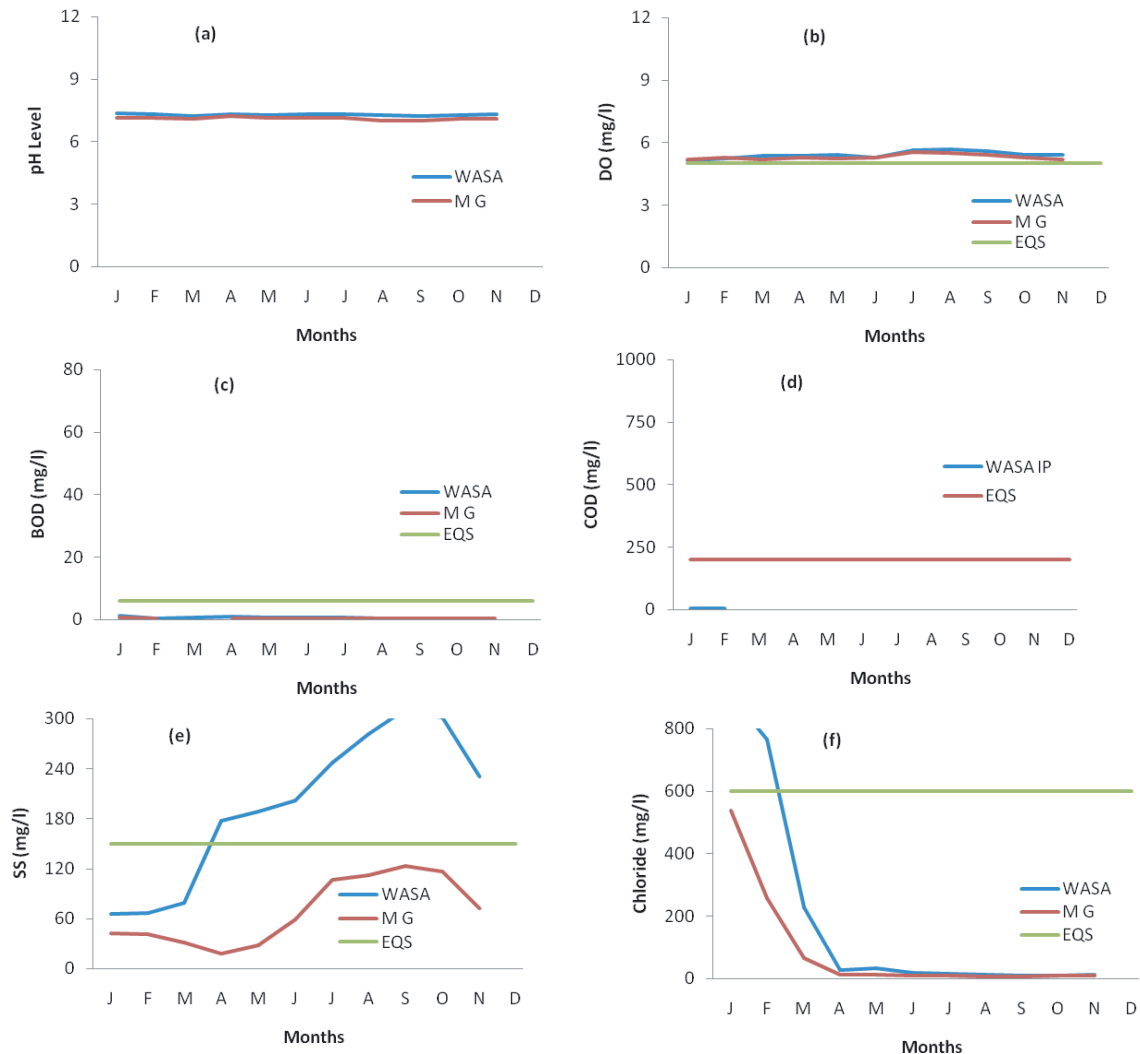 (a)
pH Level
12
9
6
3
0
WASA
M G
J F M A M J J A S O N D
Months
(b)
DO (mg/l)
12
9
6
3
0
WASA
M G
EQS
J F M A M J J A S O N D
Months
(c)
BOD (mg/l)
80
60
40
20
0
WASA
M G
EQS
J F M A M J J A S O N D
Months
(d)
COD (mg/l)
1000
750
500
250
0
WASA IP
EQS
J F M A M J J A S O N D
Months
(e)
SS (mg/l)
300
240
180
120
60
0
WASA
M G
EQS
J F M A M J J A S O N D
Months
(f)
Chloride (mg/l)
800
600
400
200
0
WASA
M G
EQS
J F M A M J J A S O N D
Months